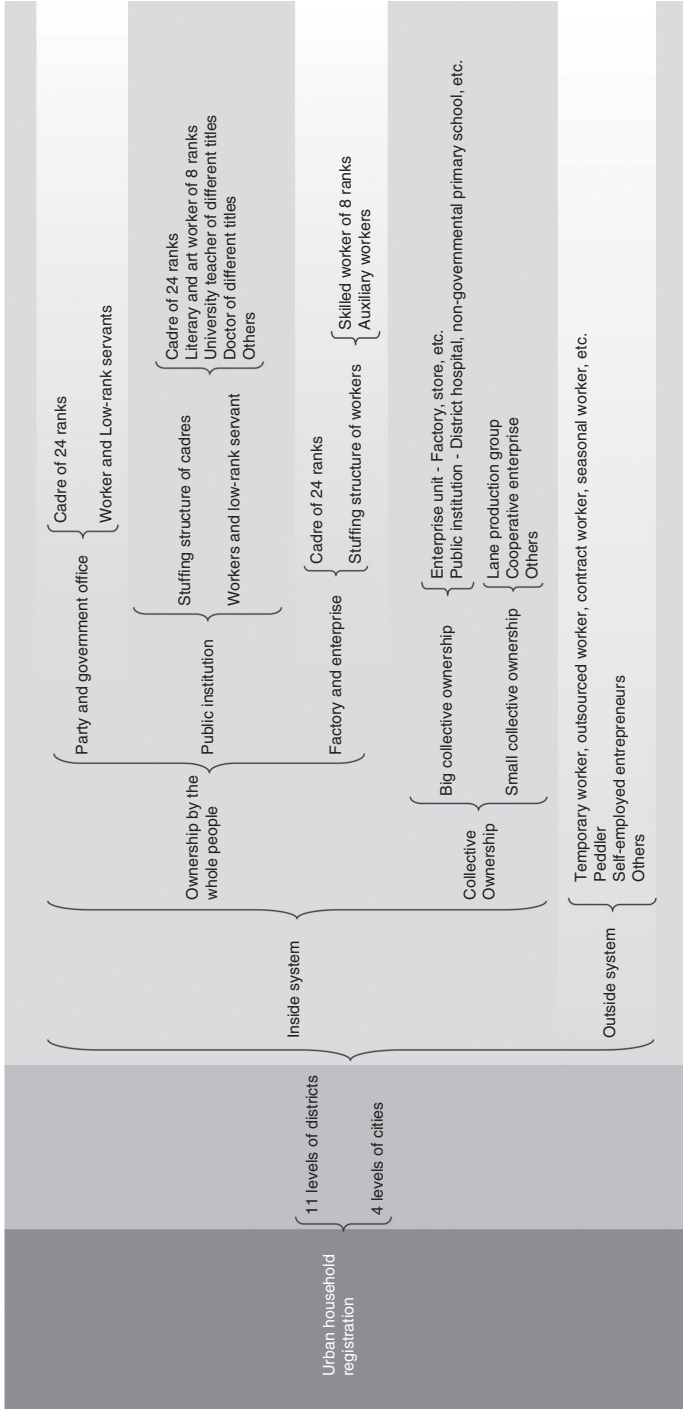 Urban household
registration
11 levels of districts
4 levels of cities
Inside system
Ownership by the
whole people
Party and government office
Cadre of 24 ranks
Worker and Low-rank servants
Public institution
Stuffing structure of cadres
Cadre of 24 ranks
Literary and art worker of 8 ranks
University teacher of different titles
Doctor of different titles
Others
Workers and low-rank servant
Factory and enterprise
Cadre of 24 ranks
Stuffing structure of workers
Skilled worker of 8 ranks
Auxiliary workers
Collective
Ownership
Big collective ownership
Enterprise unit - Factory, store, etc.
Public institution - District hospital, non-governmental primary school, etc.
Small collective ownership
Lane production group
Cooperative enterprise
Others
Outside system
Temporary worker, outsourced worker, contract worker, seasonal worker, etc.
Peddler
Self-employed entrepreneurs
Others